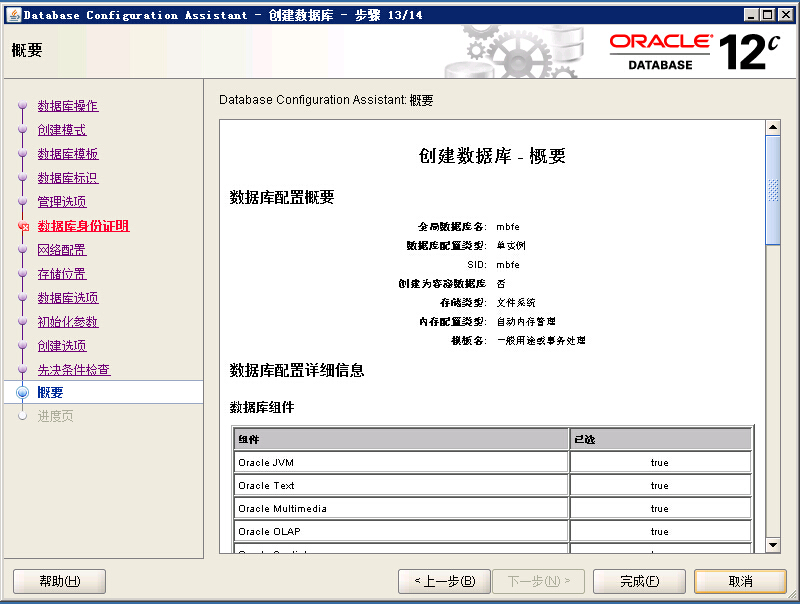 Database Configuration Assistant - 创建数据库 - 步骤 13/14
概要
ORACLE
DATABASE
12c
数据库操作
创建模式
数据库模板
数据库标识
管理选项
数据库身份证明
网络配置
存储位置
数据库选项
初始化参数
创建选项
先决条件检查
概要
进度页
Database Configuration Assistant: 概要
创建数据库 - 概要
数据库配置概要
全局数据库名: mbfe
数据库配置类型: 单实例
SID: mbfe
创建为容器数据库 否
存储类型: 文件系统
内存配置类型: 自动内存管理
模板名: 一般用途或事务处理
数据库配置详细信息
数据库组件
组件 已选
Oracle JVM true
Oracle Text true
Oracle Multimedia true
Oracle OLAP true
帮助(H)
< 上一步(B)
下一步(N) >
完成(F)
取消